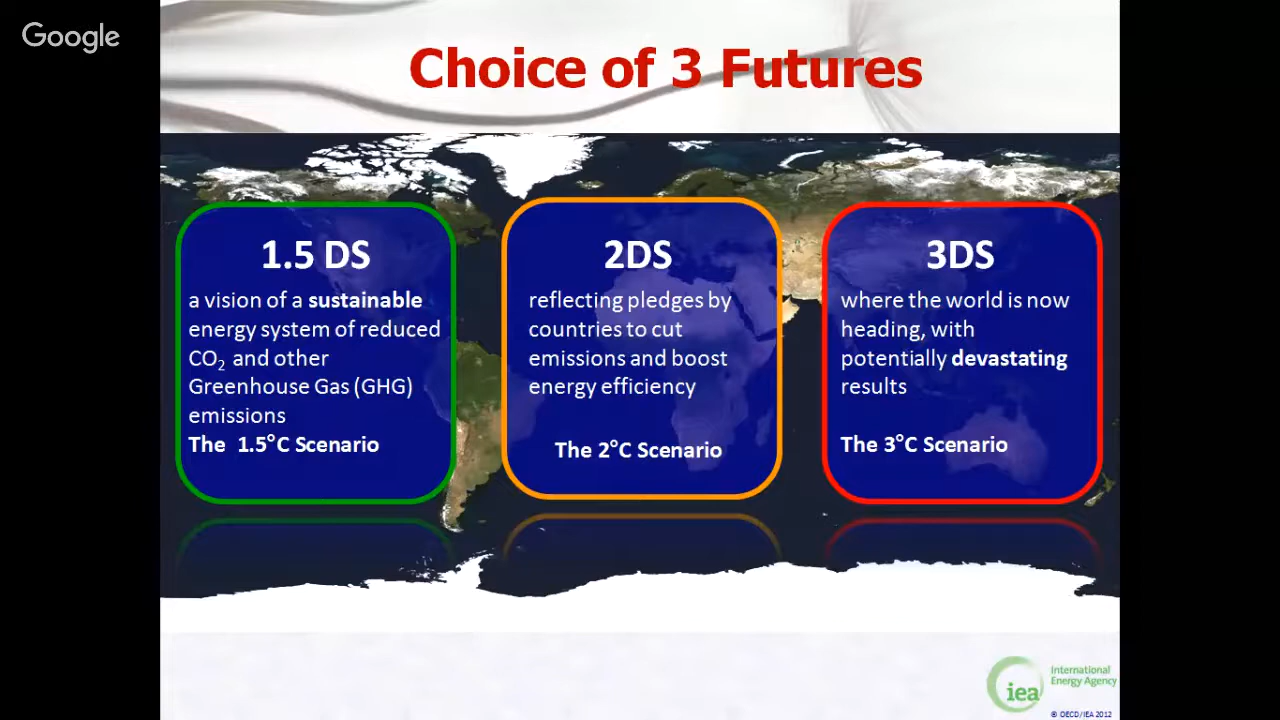 Google
Choice of 3 Futures
1.5 DS
a vision of a sustainable
energy system of reduced
CO₂ and other
Greenhouse Gas (GHG)
emissions
The 1.5°C Scenario
2DS
reflecting pledges by
countries to cut
emissions and boost
energy efficiency
The 2°C Scenario
3DS
where the world is now
heading, with
potentially devastating
results
The 3°C Scenario
iea
International
Energy Agency
© OECD/IEA 2012